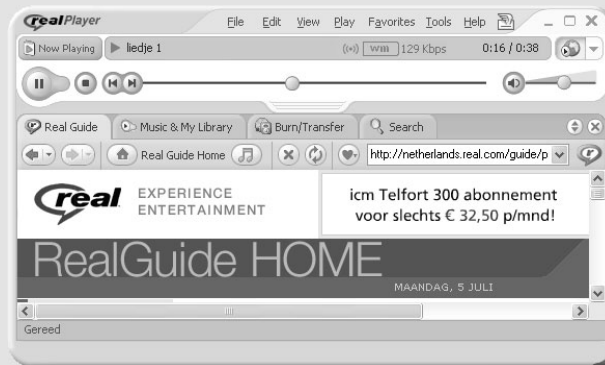 real Player File Edit View Play Favorites Tools Help
Now Playing liedje 1 wm 129 Kbps 0:16 / 0:38
Real Guide Music & My Library Burn/Transfer Search
Real Guide Home http://netherlands.real.com/guide/p
real EXPERIENCE
ENTERTAINMENT
icm Telfort 300 abonnement
voor slechts € 32,50 p/mnd!
RealGuide HOME
MAANDAG, 5 JULI
Gereed